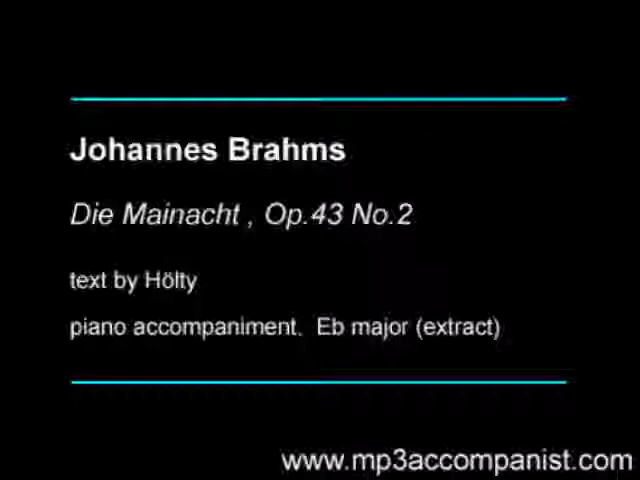 Johannes Brahms
Die Mainacht , Op.43 No.2
text by Hölty
piano accompaniment.  Eb major (extract)
www.mp3accompanist.com